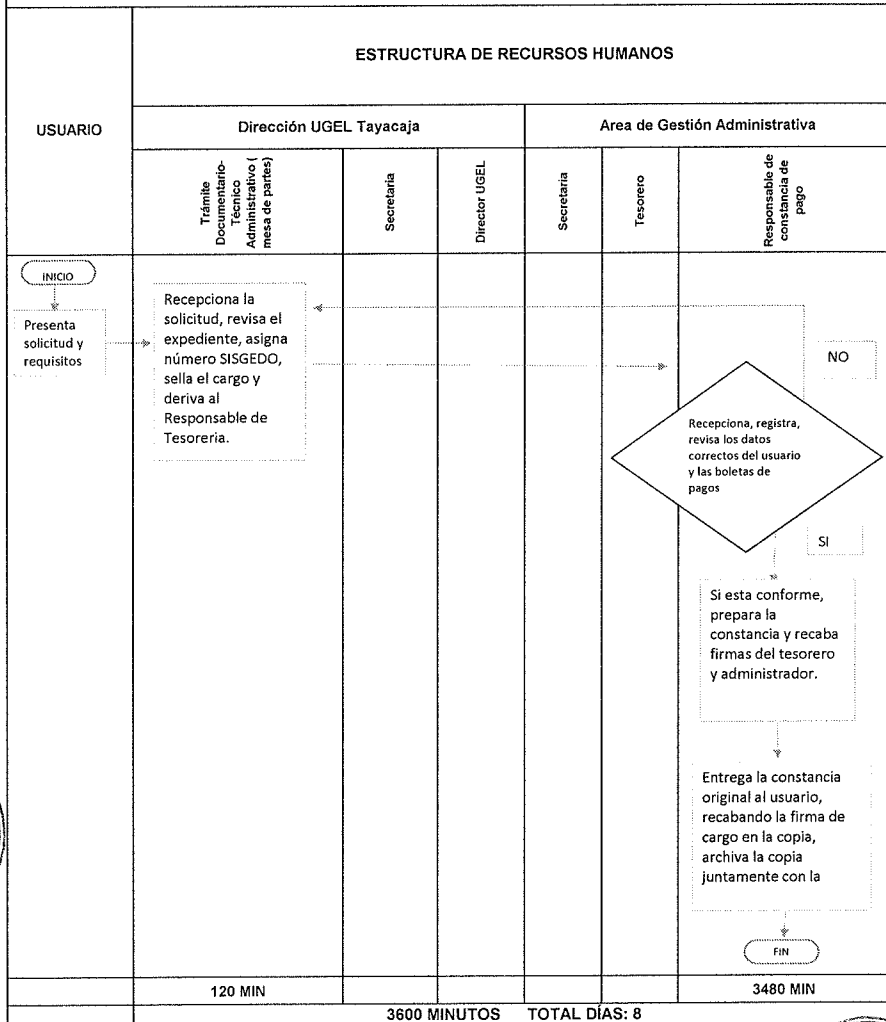 ESTRUCTURA DE RECURSOS HUMANOS
USUARIO
Dirección UGEL Tayacaja
Area de Gestión Administrativa
Trámite
Documentario-
Técnico
Administrativo (
mesa de partes)
Secretaria
Director UGEL
Secretaria
Tesorero
Responsable de
constancia de
pago
INICIO
Presenta
solicitud y
requisitos
Recepciona la
solicitud, revisa el
expediente, asigna
número SISGEDO,
sella el cargo y
deriva al
Responsable de
Tesoreria.
NO
Recepciona, registra,
revisa los datos
correctos del usuario
y las boletas de
pagos
SI
Si esta conforme,
prepara la
constancia y recaba
firmas del tesorero
y administrador.
Entrega la constancia
original al usuario,
recabando la firma de
cargo en la copia,
archiva la copia
juntamente con la
FIN
120 MIN
3480 MIN
3600 MINUTOS TOTAL DÍAS: 8